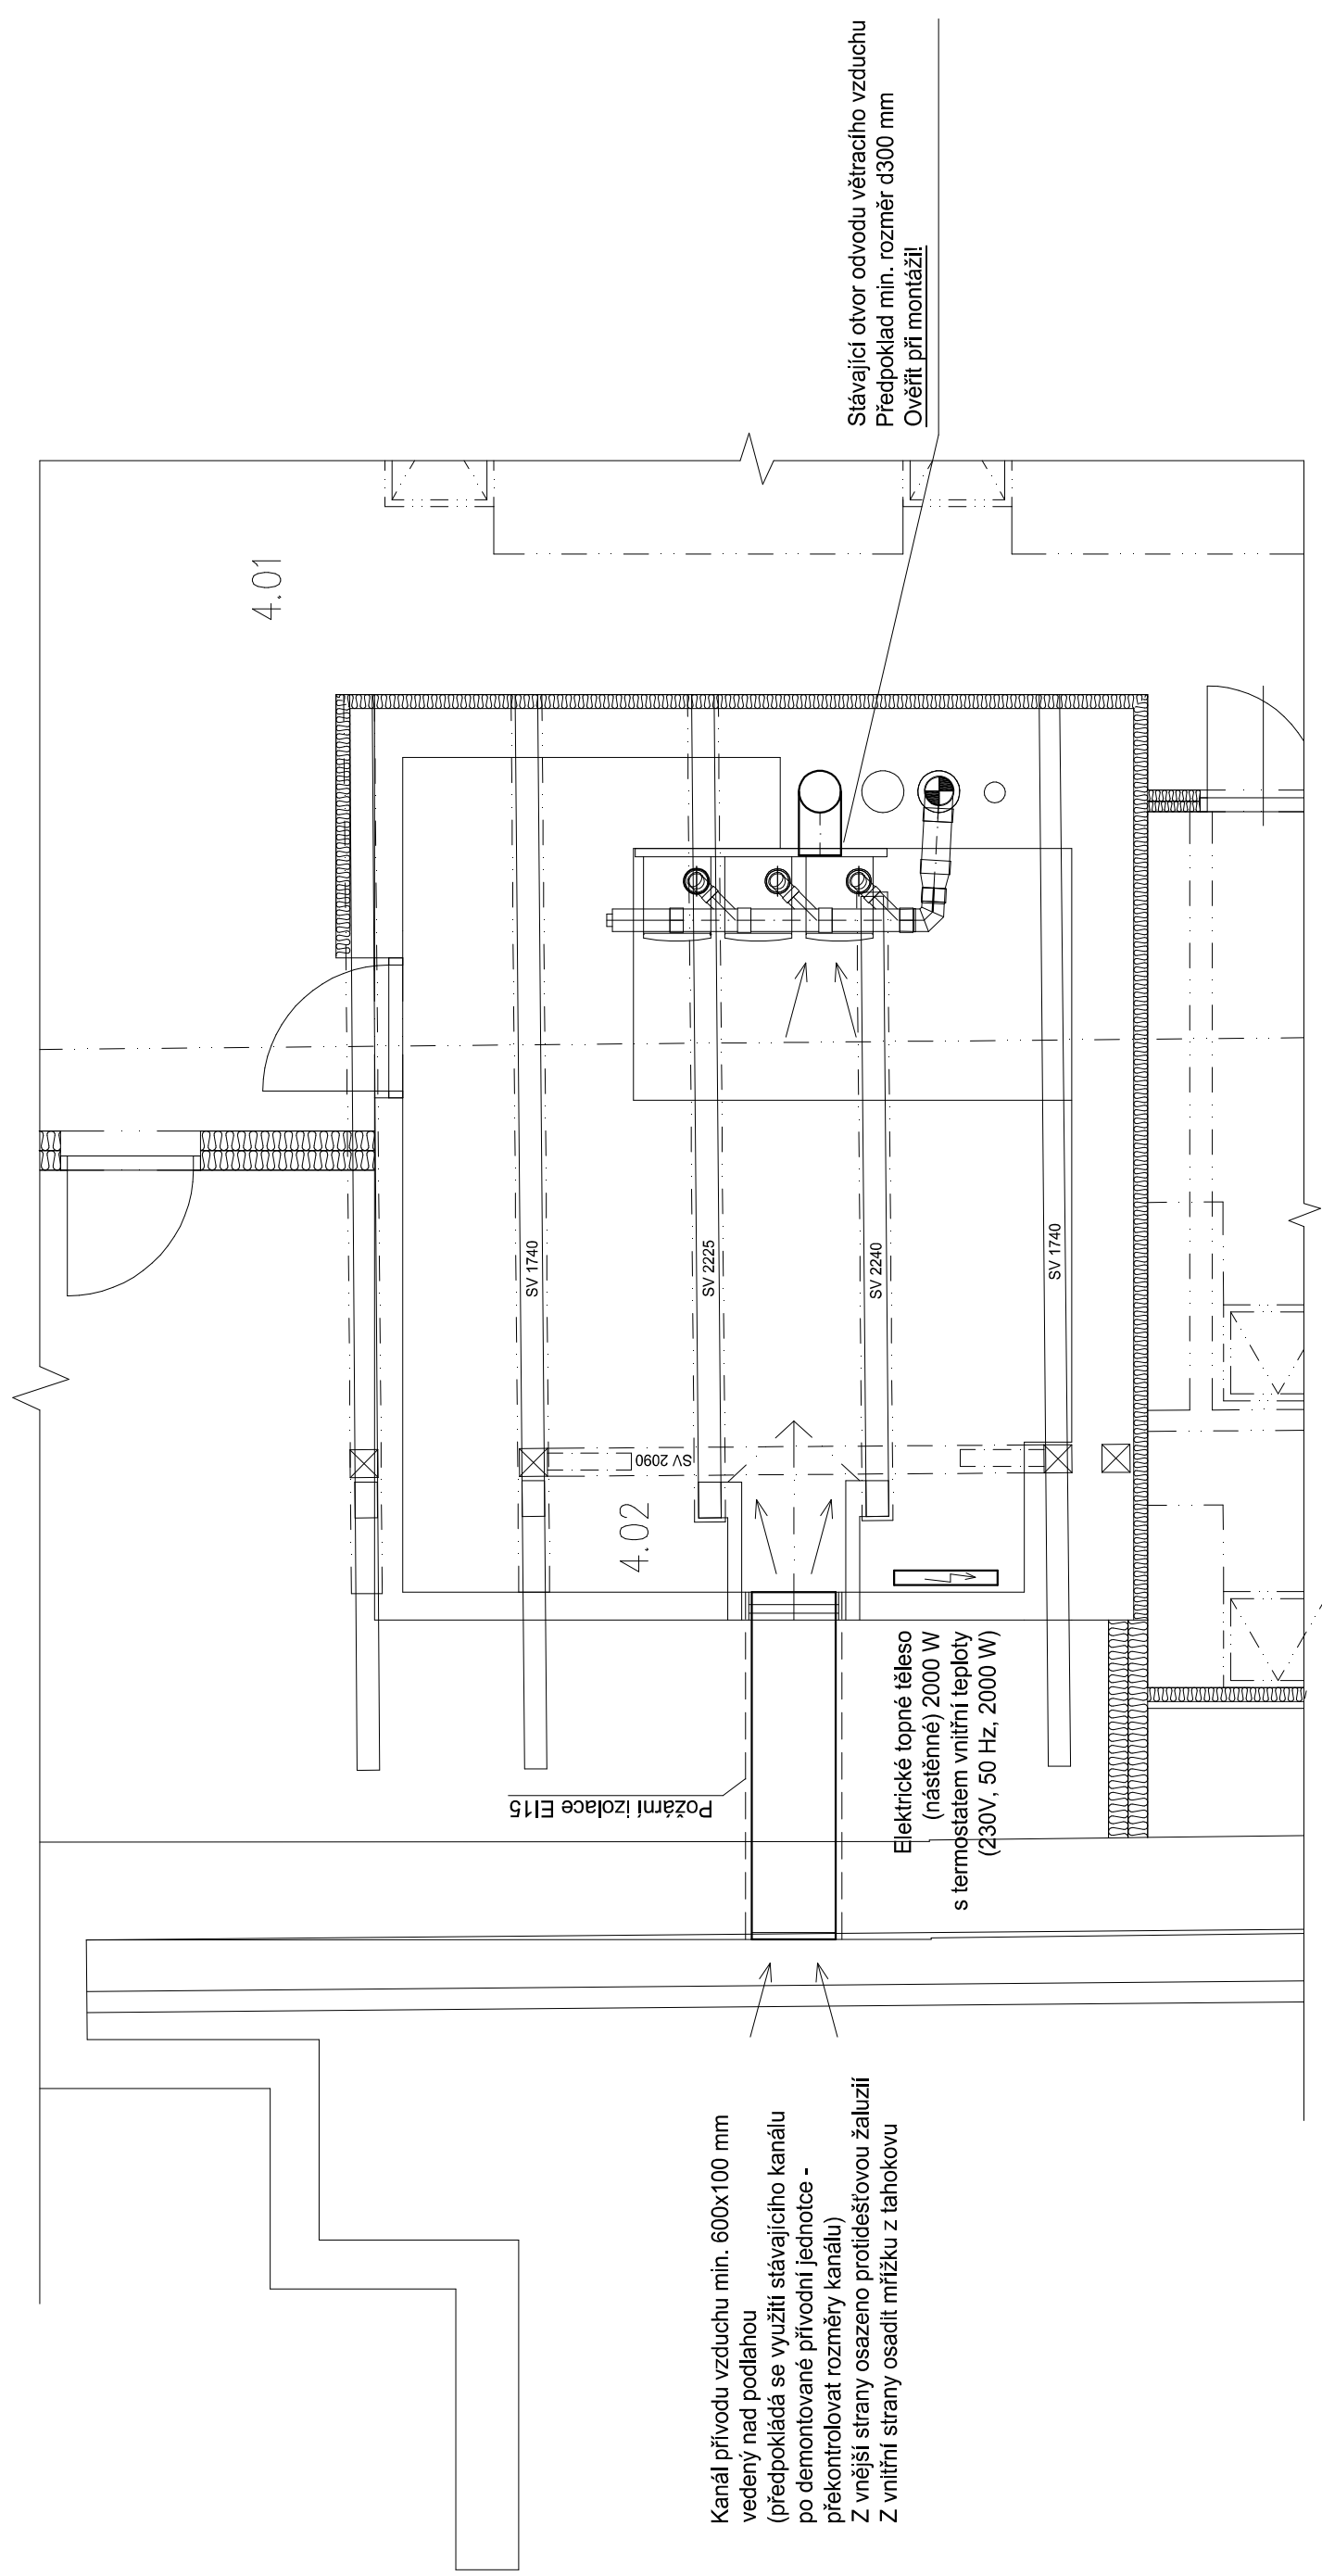 Stávající otvor odvodu větracího vzduchu
Předpoklad min. rozměr d300 mm
Ověřit při montáži!
4.01
SV 1740
SV 2225
SV 2240
SV 1740
SV 2090
4.02
Požární izolace EI15
Elektrické topné těleso
(nástěnné) 2000 W
s termostatem vnitřní teploty
(230V, 50 Hz, 2000 W)
Kanál přívodu vzduchu min. 600x100 mm
vedený nad podlahou
(předpokládá se využití stávajícího kanálu
po demontované přívodní jednotce -
překontrolovat rozměry kanálu)
Z vnější strany osazeno protidešťovou žaluzií
Z vnitřní strany osadit mřížku z tahokovu